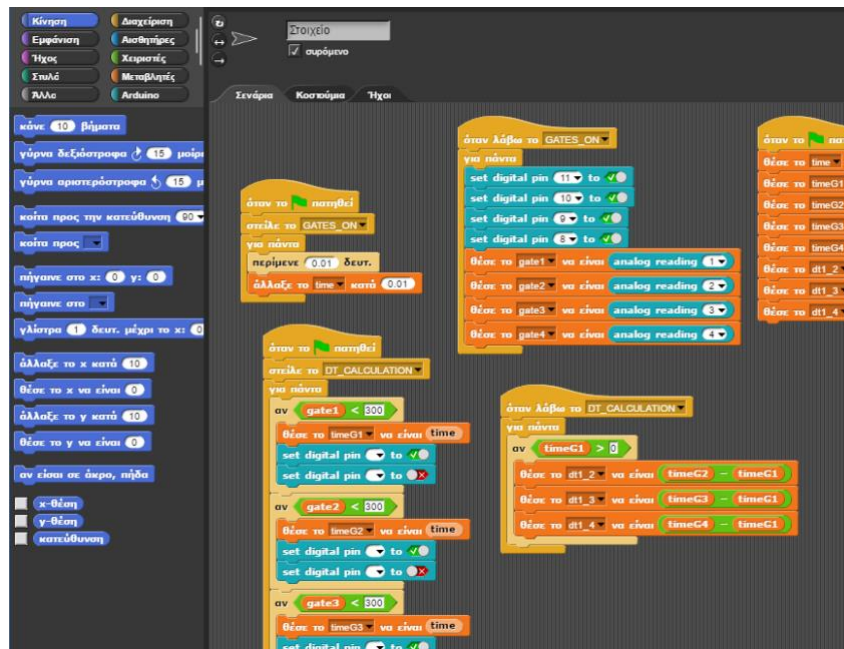 Κίνηση
Διαχείριση
Εμφάνιση
Αισθητήρες
Ήχος
Χειριστές
Στυλό
Μεταβλητές
Άλλα
Arduino
κάνε 10 βήματα
γύρνα δεξιόστροφα 15 μοίρ
γύρνα αριστερόστροφα 15 μ
κοίτα προς την κατεύθυνση 90
κοίτα προς
πήγαινε στο x: 0 y: 0
πήγαινε στο
γλίστρα 1 δευτ. μέχρι το x: 0
άλλαξε το x κατά 10
θέσε το x να είναι 0
άλλαξε το y κατά 10
θέσε το y να είναι 0
αν είσαι σε άκρο, πήδα
x-θέση
y-θέση
κατεύθυνση
Στοιχείο
συρόμενο
Σενάρια Κοστούμια Ήχοι
όταν το πατηθεί
στείλε το GATES_ON
για πάντα
περίμενε 0.01 δευτ.
άλλαξε το time κατά 0.01
όταν το πατηθεί
στείλε το DT_CALCULATION
για πάντα
αν gate1 < 300
θέσε το timeG1 να είναι time
set digital pin to
set digital pin to
αν gate2 < 300
θέσε το timeG2 να είναι time
set digital pin to
set digital pin to
αν gate3 < 300
θέσε το timeG3 να είναι time
set digital pin to
όταν λάβω το GATES_ON
για πάντα
set digital pin 11 to
set digital pin 10 to
set digital pin 9 to
set digital pin 8 to
θέσε το gate1 να είναι analog reading 1
θέσε το gate2 να είναι analog reading 2
θέσε το gate3 να είναι analog reading 3
θέσε το gate4 να είναι analog reading 4
όταν λάβω το DT_CALCULATION
για πάντα
αν timeG1 > 0
θέσε το dt1_2 να είναι timeG2 - timeG1
θέσε το dt1_3 να είναι timeG3 - timeG1
θέσε το dt1_4 να είναι timeG4 - timeG1
όταν το πατ
θέσε το time
θέσε το timeG1
θέσε το timeG2
θέσε το timeG3
θέσε το timeG4
θέσε το dt1_2
θέσε το dt1_3
θέσε το dt1_4